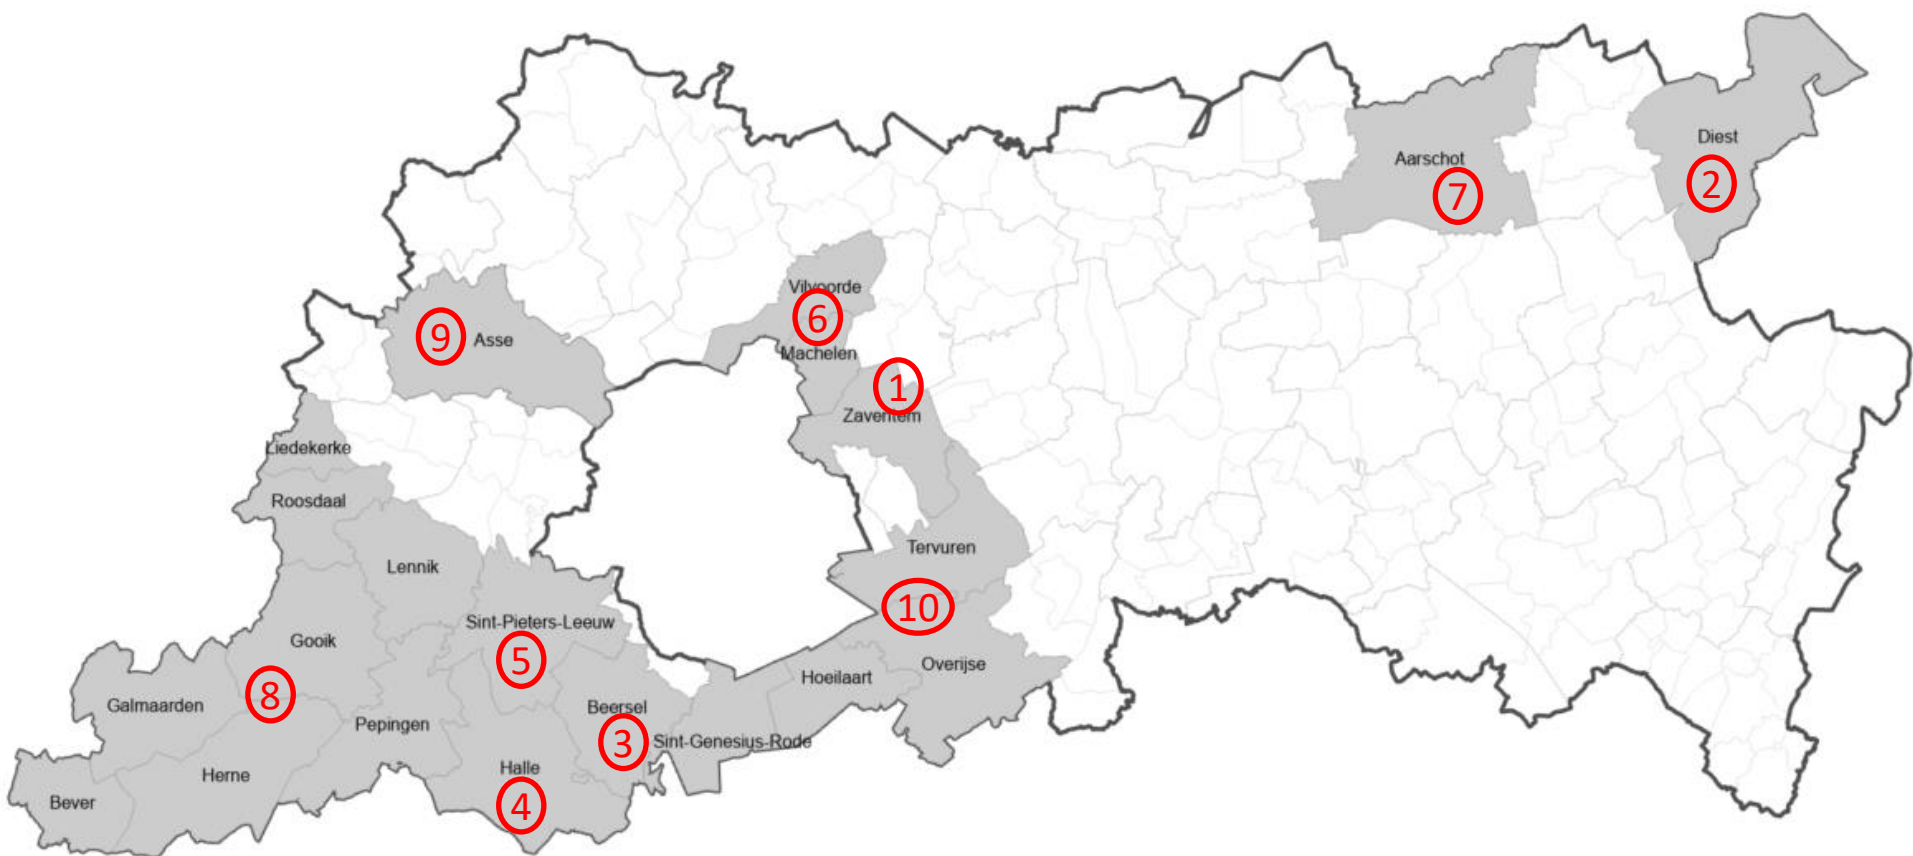 Diest
2
Aarschot
7
Vilvoorde
6
Machelen
9
Asse
1
Zaventem
Liedekerke
Roosdaal
Tervuren
Lennik
10
Sint-Pieters-Leeuw
5
Gooik
Overijse
Hoeilaart
8
Galmaarden
Beersel
Pepingen
3
Sint-Genesius-Rode
Halle
Herne
Bever
4